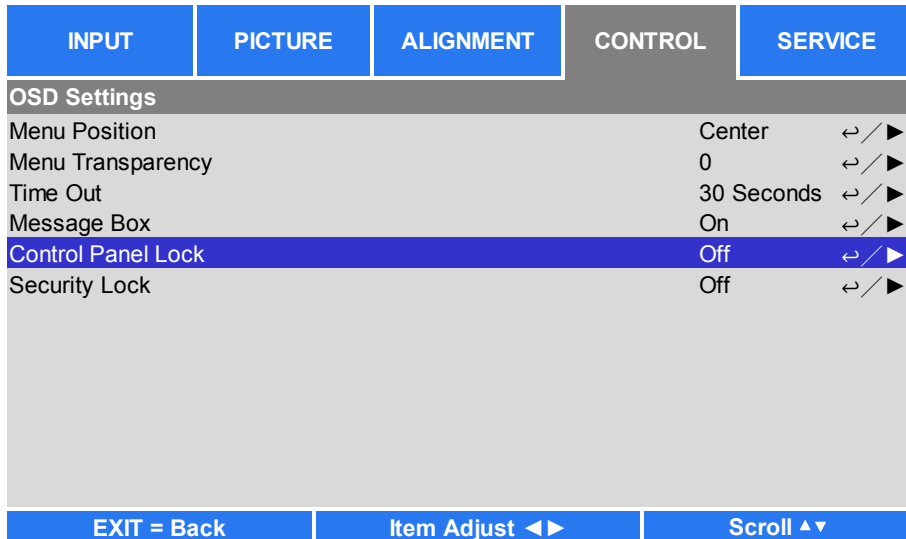 INPUT PICTURE ALIGNMENT CONTROL SERVICE
OSD Settings
Menu Position Center ↩／▶
Menu Transparency 0 ↩／▶
Time Out 30 Seconds ↩／▶
Message Box On ↩／▶
Control Panel Lock Off ↩／▶
Security Lock Off ↩／▶
EXIT = Back Item Adjust ◀▶ Scroll ▲▼